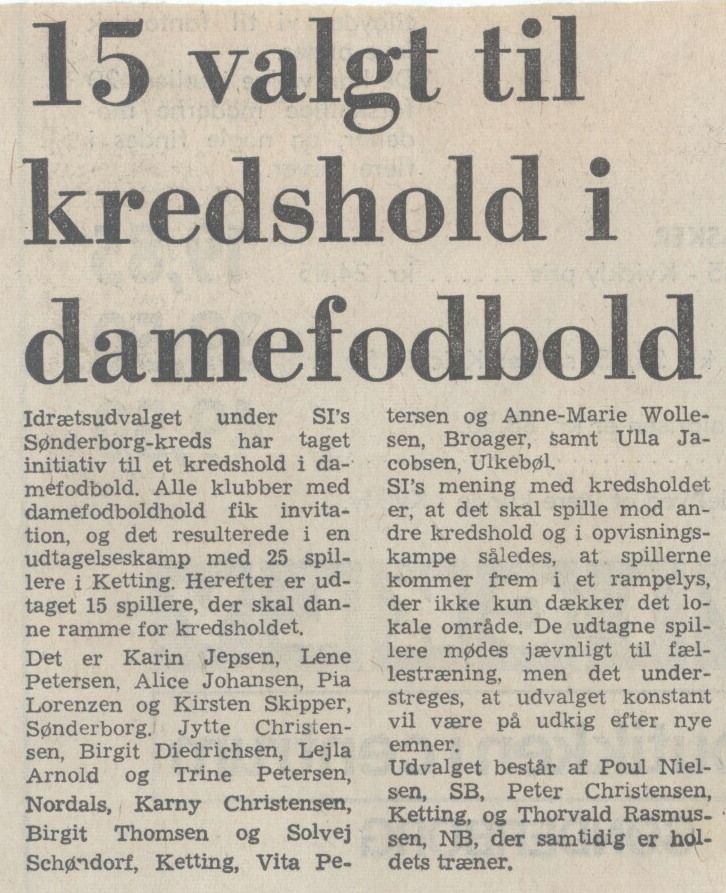 15 valgt til
kredshold i
damefodbold
Idrætsudvalget under SI's
Sønderborg-kreds har taget
initiativ til et kredshold i da-
mefodbold. Alle klubber med
damefodboldhold fik invita-
tion, og det resulterede i en
udtagelseskamp med 25 spil-
lere i Ketting. Herefter er ud-
taget 15 spillere, der skal dan-
ne ramme for kredsholdet.
Det er Karin Jepsen, Lene
Petersen, Alice Johansen, Pia
Lorenzen og Kirsten Skipper,
Sønderborg. Jytte Christen-
sen, Birgit Diedrichsen, Lejla
Arnold og Trine Petersen,
Nordals, Karny Christensen,
Birgit Thomsen og Solvej
Schøndorf, Ketting, Vita Pe-
tersen og Anne-Marie Wolle-
sen, Broager, samt Ulla Ja-
cobsen, Ulkebøl.
SI's mening med kredsholdet
er, at det skal spille mod an-
dre kredshold og i opvisnings-
kampe således, at spillerne
kommer frem i et rampelys,
der ikke kun dækker det lo-
kale område. De udtagne spil-
lere mødes jævnligt til fæl-
lestræning, men det under-
streges, at udvalget konstant
vil være på udkig efter nye
emner.
Udvalget består af Poul Niel-
sen, SB, Peter Christensen,
Ketting, og Thorvald Rasmus-
sen, NB, der samtidig er hol-
dets træner.